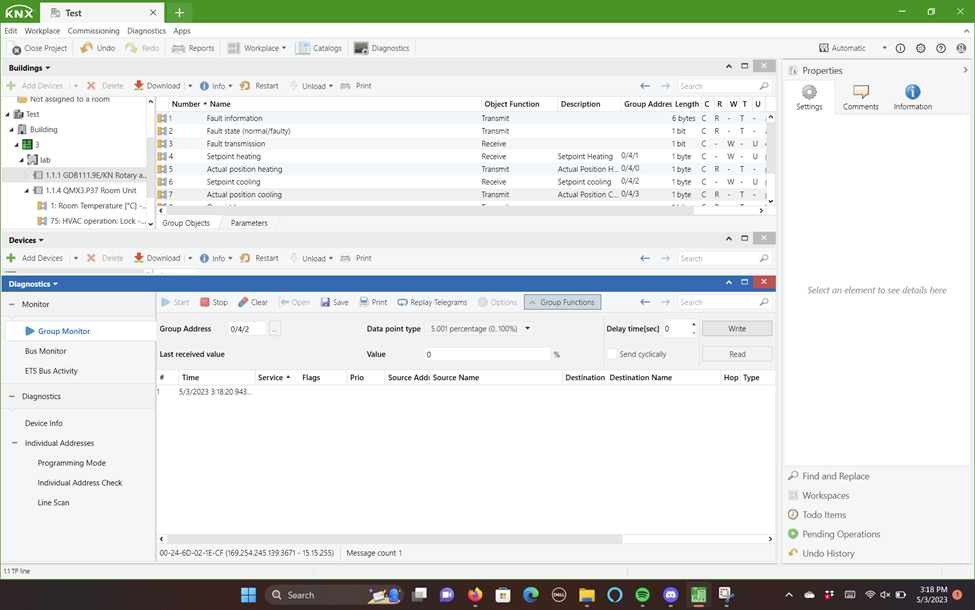 KNX Test
Edit Workplace Commissioning Diagnostics Apps
Close Project Undo Redo Reports Workplace Catalogs Diagnostics Automatic
Buildings
Add Devices Delete Download Info Restart Unload Print Search
Not assigned to a room
Test
Building
3
lab
1.1.1 GDB111.9E/KN Rotary a...
1.1.4 QMX3.P37 Room Unit
1: Room Temperature [°C] -...
75: HVAC operation: Lock -...
Number Name Object Function Description Group Address Length C R W T U
1 Fault information Transmit 6 bytes C R - T -
2 Fault state (normal/faulty) Transmit 1 bit C R - T -
3 Fault transmission Receive 1 bit C - W - U
4 Setpoint heating Receive Setpoint Heating 0/4/1 1 byte C - W - U
5 Actual position heating Transmit Actual Position H... 0/4/0 1 byte C R - T -
6 Setpoint cooling Receive Setpoint cooling 0/4/2 1 byte C - W - U
7 Actual position cooling Transmit Actual Position C... 0/4/3 1 byte C R - T -
Group Objects Parameters
Devices
Add Devices Delete Download Info Restart Unload Print Search
Diagnostics
Monitor
Group Monitor
Bus Monitor
ETS Bus Activity
Diagnostics
Device Info
Individual Addresses
Programming Mode
Individual Address Check
Line Scan
Start Stop Clear Open Save Print Replay Telegrams Options Group Functions Search
Group Address 0/4/2 ... Data point type 5.001 percentage (0..100%) Delay time[sec] 0 Write
Last received value Value 0 % Send cyclically Read
# Time Service Flags Prio Source Addr Source Name Destination Destination Name Hop Type
1 5/3/2023 3:18:20.943...
00-24-6D-02-1E-CF (169.254.245.139:3671 - 15.15.255) Message count 1
Properties
Settings Comments Information
Select an element to see details here
Find and Replace
Workspaces
Todo Items
Pending Operations
Undo History
1.1 TP line
Search
DELL
3:18 PM
5/3/2023
1